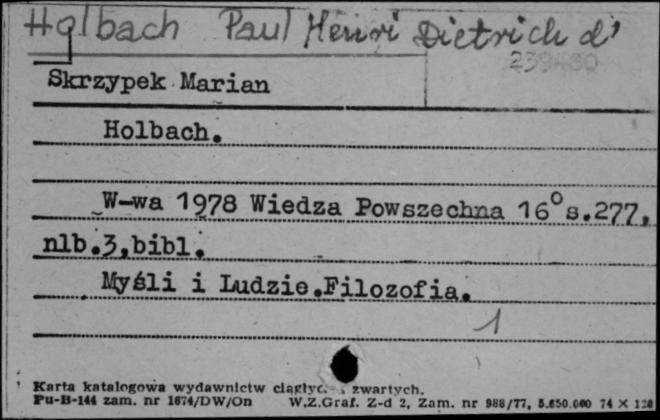 Holbach Paul Henri Dietrich d'
239480
Skrzypek Marian
Holbach.
W-wa 1978 Wiedza Powszechna 16° s.277,
nlb.3,bibl.
Myśli i Ludzie.Filozofia.
1
Karta katalogowa wydawnictw zwartych.
Pu-B-144 zam. nr 1674/DW/On W.Z.Graf. Z-d 2, Zam. nr 988/77, 5.650.000 74 X 120